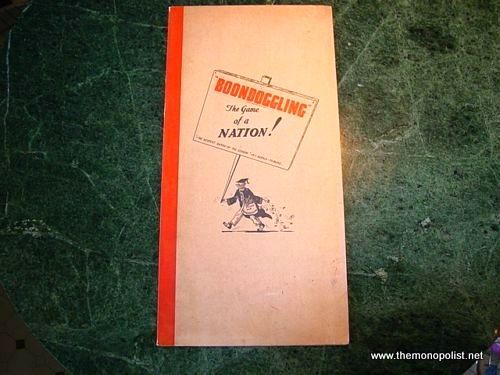 "BOONDOGGLING"
The Game
of a
NATION!
www.themonopolist.net